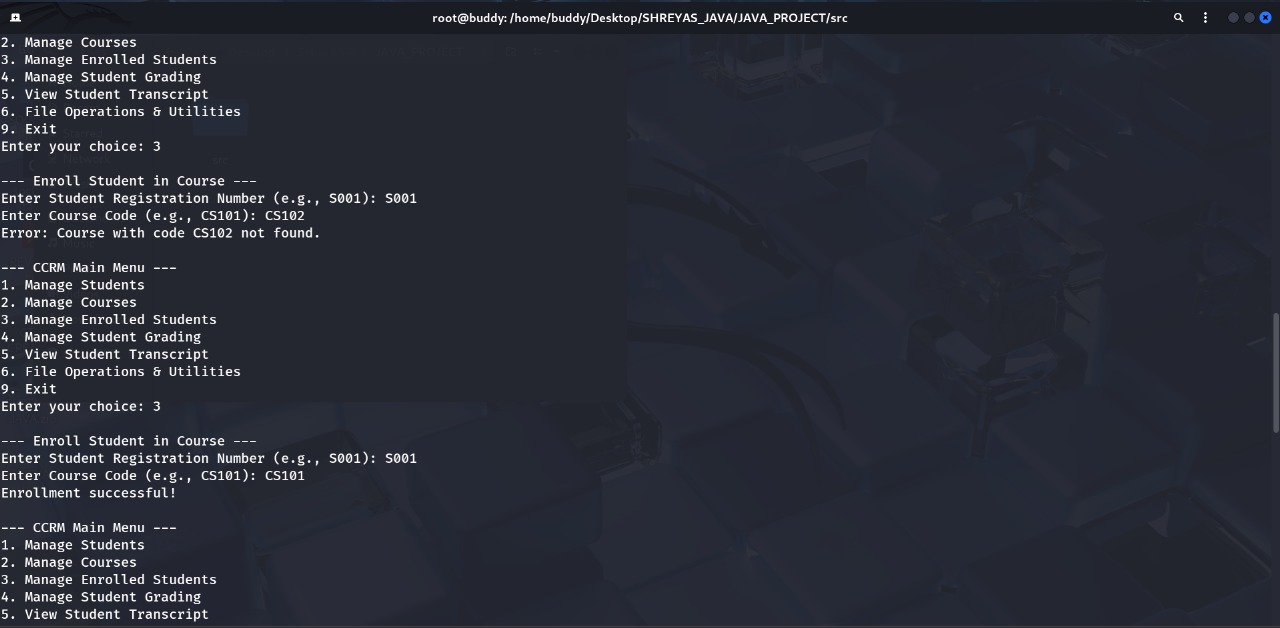 root@buddy: /home/buddy/Desktop/SHREYAS_JAVA/JAVA_PROJECT/src
2. Manage Courses
3. Manage Enrolled Students
4. Manage Student Grading
5. View Student Transcript
6. File Operations & Utilities
9. Exit
Enter your choice: 3
--- Enroll Student in Course ---
Enter Student Registration Number (e.g., S001): S001
Enter Course Code (e.g., CS101): CS102
Error: Course with code CS102 not found.
--- CCRM Main Menu ---
1. Manage Students
2. Manage Courses
3. Manage Enrolled Students
4. Manage Student Grading
5. View Student Transcript
6. File Operations & Utilities
9. Exit
Enter your choice: 3
--- Enroll Student in Course ---
Enter Student Registration Number (e.g., S001): S001
Enter Course Code (e.g., CS101): CS101
Enrollment successful!
--- CCRM Main Menu ---
1. Manage Students
2. Manage Courses
3. Manage Enrolled Students
4. Manage Student Grading
5. View Student Transcript